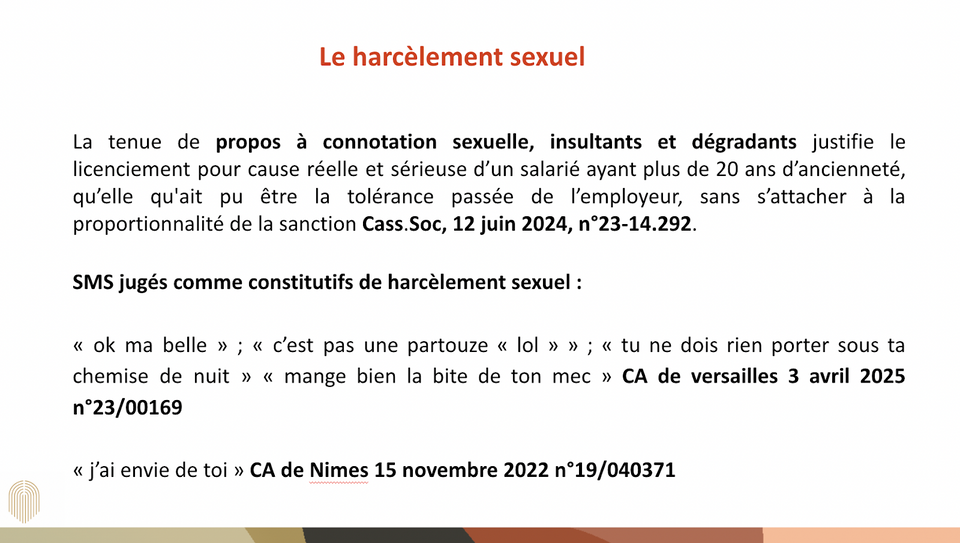 Le harcèlement sexuel
La tenue de propos à connotation sexuelle, insultants et dégradants justifie le
licenciement pour cause réelle et sérieuse d’un salarié ayant plus de 20 ans d’ancienneté,
qu’elle qu'ait pu être la tolérance passée de l’employeur, sans s’attacher à la
proportionnalité de la sanction Cass.Soc, 12 juin 2024, n°23-14.292.
SMS jugés comme constitutifs de harcèlement sexuel :
« ok ma belle » ; « c’est pas une partouze « lol » » ; « tu ne dois rien porter sous ta
chemise de nuit » « mange bien la bite de ton mec » CA de versailles 3 avril 2025
n°23/00169
« j’ai envie de toi » CA de Nimes 15 novembre 2022 n°19/040371